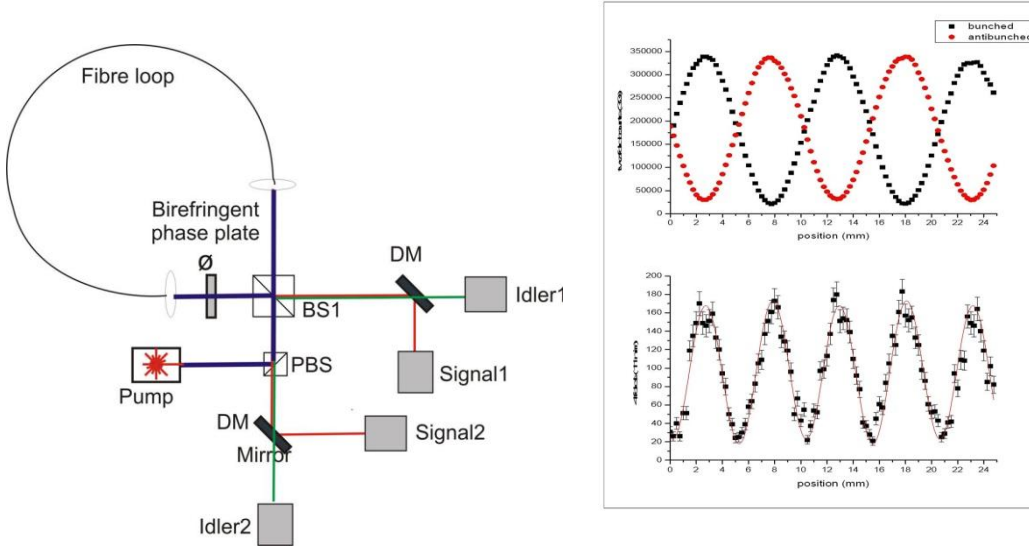 Fibre loop
Birefringent
phase plate
Ø
BS1
DM
Idler1
Signal1
PBS
Pump
DM
Mirror
Signal2
Idler2
bunched
antibunched
350000
300000
250000
200000
150000
100000
50000
0
0 2 4 6 8 10 12 14 16 18 20 22 24
position (mm)
200
180
160
140
120
100
80
60
40
20
0
0 2 4 6 8 10 12 14 16 18 20 22 24
position (mm)